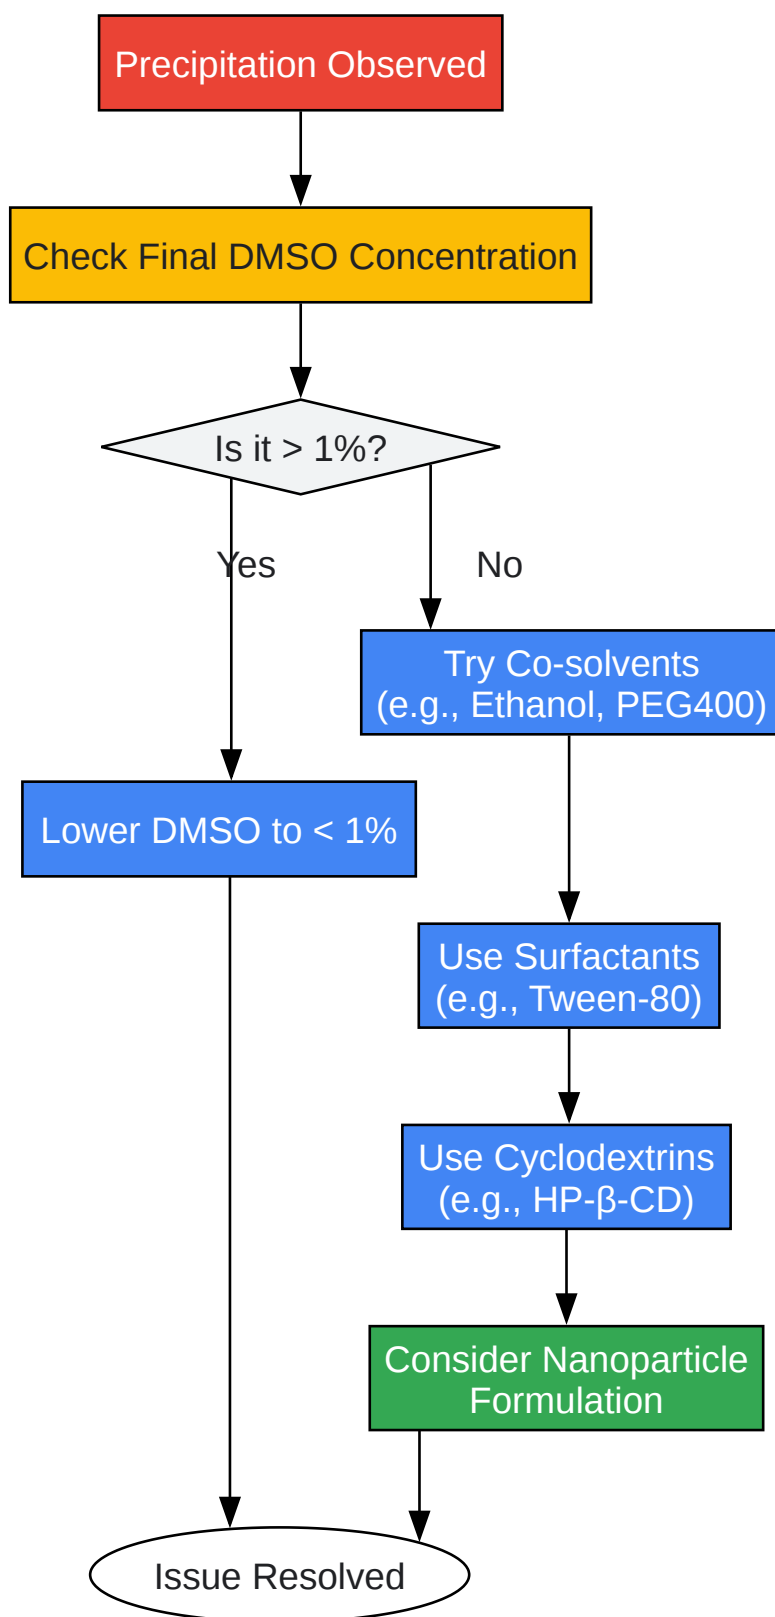 Precipitation Observed
Check Final DMSO Concentration
Is it > 1%?
Yes
No
Try Co-solvents
(e.g., Ethanol, PEG400)
Lower DMSO to < 1%
Use Surfactants
(e.g., Tween-80)
Use Cyclodextrins
(e.g., HP-β-CD)
Consider Nanoparticle
Formulation
Issue Resolved